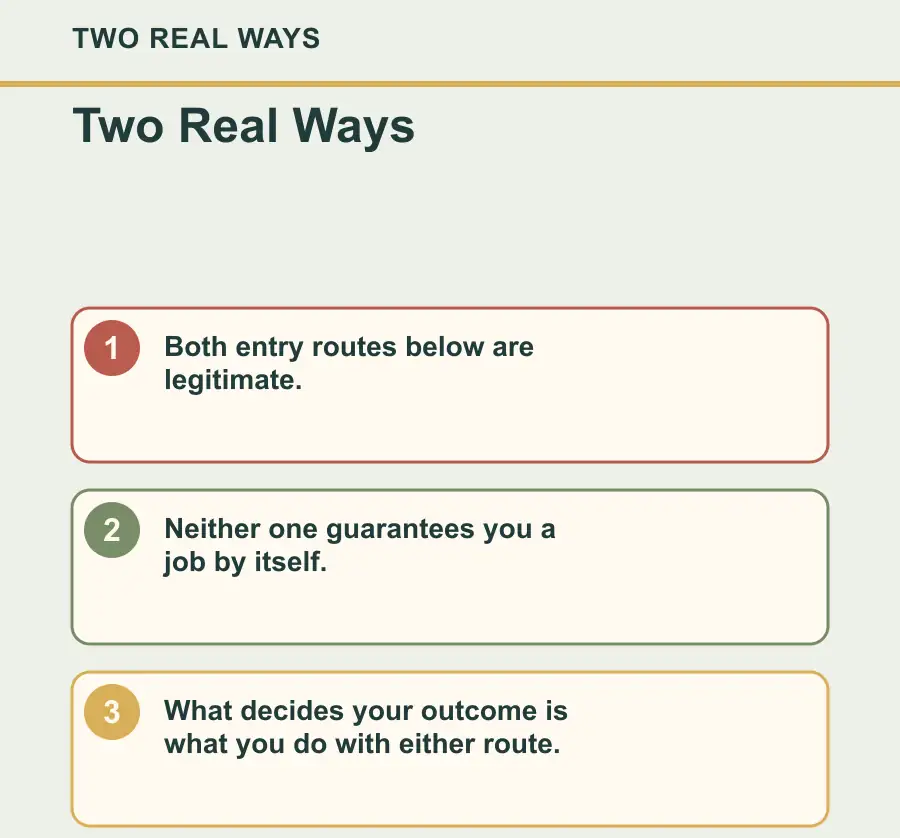 TWO REAL WAYS
Two Real Ways
1
Both entry routes below are
legitimate.
2
Neither one guarantees you a
job by itself.
3
What decides your outcome is
what you do with either route.